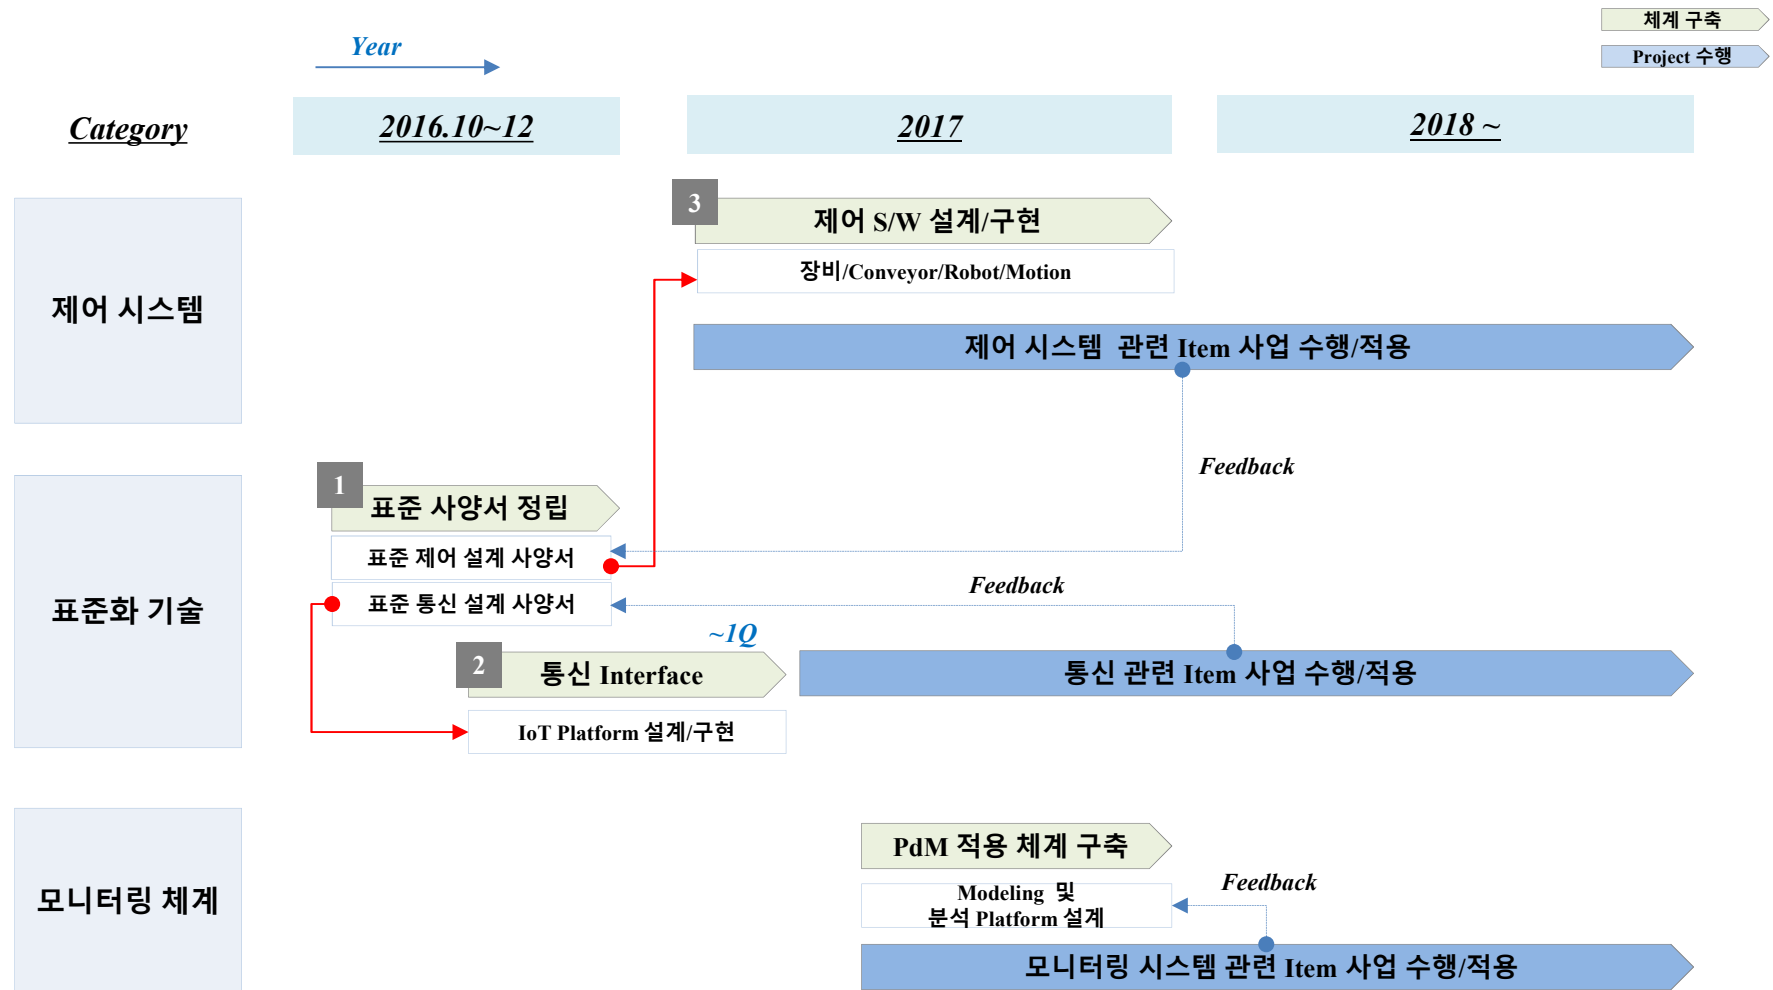 체계 구축
Project 수행
Year
Category
2016.10~12
2017
2018 ~
제어 시스템
3
제어 S/W 설계/구현
장비/Conveyor/Robot/Motion
제어 시스템 관련 Item 사업 수행/적용
Feedback
표준화 기술
1
표준 사양서 정립
표준 제어 설계 사양서
표준 통신 설계 사양서
Feedback
~1Q
2
통신 Interface
통신 관련 Item 사업 수행/적용
IoT Platform 설계/구현
모니터링 체계
PdM 적용 체계 구축
Modeling 및
분석 Platform 설계
Feedback
모니터링 시스템 관련 Item 사업 수행/적용